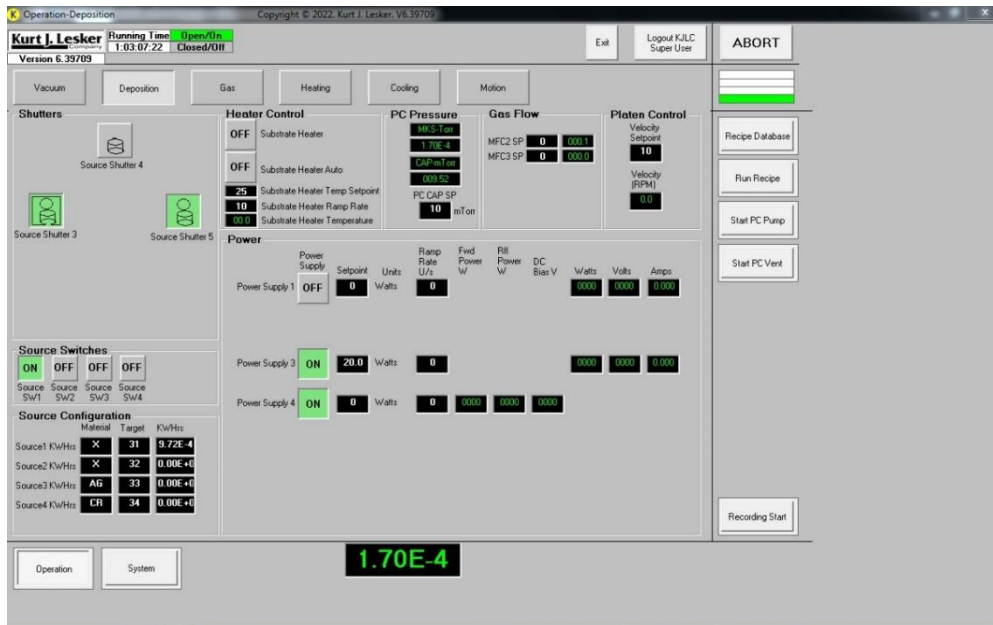 K Operation-Deposition Copyright © 2022. Kurt J. Lesker. V6.39709 x
Kurt J. Lesker Company Running Time Open/On
1:03:07:22 Closed/Off
Version 6.39709
Exit Logout KJLC Super User ABORT
Vacuum Deposition Gas Heating Cooling Motion
Shutters
Source Shutter 4
Source Shutter 3 Source Shutter 5
Heater Control
OFF Substrate Heater
OFF Substrate Heater Auto
25 Substrate Heater Temp Setpoint
10 Substrate Heater Ramp Rate
00.0 Substrate Heater Temperature
PC Pressure
MKS-Torr
1.70E-4
CAP-mTorr
009.52
PC CAP SP
10 mTorr
Gas Flow
MFC2 SP 0 000.1
MFC3 SP 0 000.0
Platen Control
Velocity Setpoint
10
Velocity (RPM)
0.0
Recipe Database
Run Recipe
Start PC Pump
Start PC Vent
Power
Power Supply Setpoint Units Ramp Rate U/s Fwd Power W Rfl Power W DC Bias V Watts Volts Amps
Power Supply 1 OFF 0 Watts 0 0000 0000 0.000
Power Supply 3 ON 20.0 Watts 0 0000 0000 0.000
Power Supply 4 ON 0 Watts 0 0000 0000 0000
Source Switches
ON OFF OFF OFF
Source SW1 Source SW2 Source SW3 Source SW4
Source Configuration
Material Target KWHrs
Source1 KWHrs X 31 9.72E-4
Source2 KWHrs X 32 0.00E+0
Source3 KWHrs AG 33 0.00E+0
Source4 KWHrs CR 34 0.00E+0
Recording Start
Operation System 1.70E-4